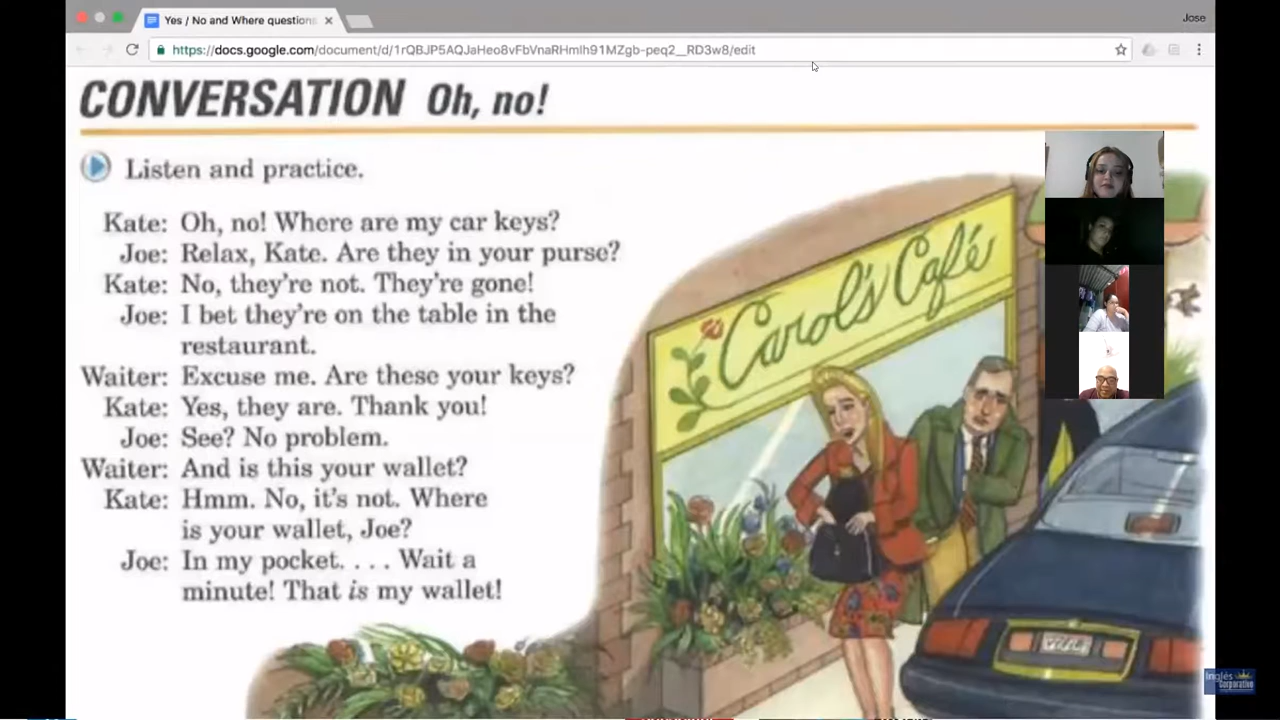 Yes / No and Where questions
Jose
https://docs.google.com/document/d/1rQBJP5AQJaHeo8vFbVnaRHmlh91MZgb-peq2__RD3w8/edit
CONVERSATION Oh, no!
Listen and practice.
Kate: Oh, no! Where are my car keys?
Joe: Relax, Kate. Are they in your purse?
Kate: No, they're not. They're gone!
Joe: I bet they're on the table in the
restaurant.
Waiter: Excuse me. Are these your keys?
Kate: Yes, they are. Thank you!
Joe: See? No problem.
Waiter: And is this your wallet?
Kate: Hmm. No, it's not. Where
is your wallet, Joe?
Joe: In my pocket. . . . Wait a
minute! That is my wallet!
Carol's Café
Inglés
Corporativo